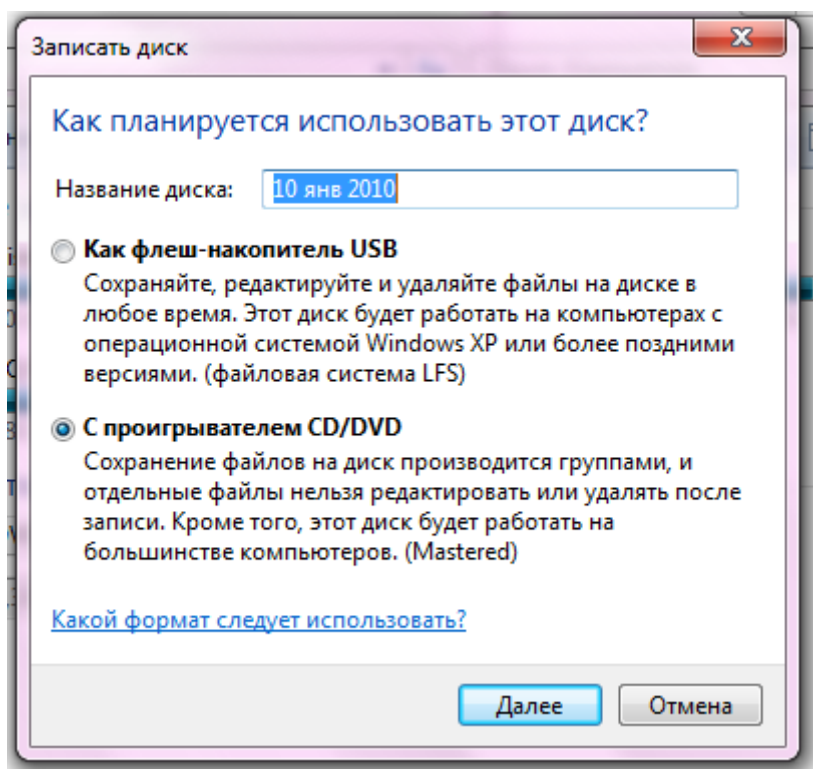 Записать диск
Как планируется использовать этот диск?
Название диска: 10 янв 2010
Как флеш-накопитель USB
Сохраняйте, редактируйте и удаляйте файлы на диске в
любое время. Этот диск будет работать на компьютерах с
операционной системой Windows XP или более поздними
версиями. (файловая система LFS)
С проигрывателем CD/DVD
Сохранение файлов на диск производится группами, и
отдельные файлы нельзя редактировать или удалять после
записи. Кроме того, этот диск будет работать на
большинстве компьютеров. (Mastered)
Какой формат следует использовать?
Далее Отмена